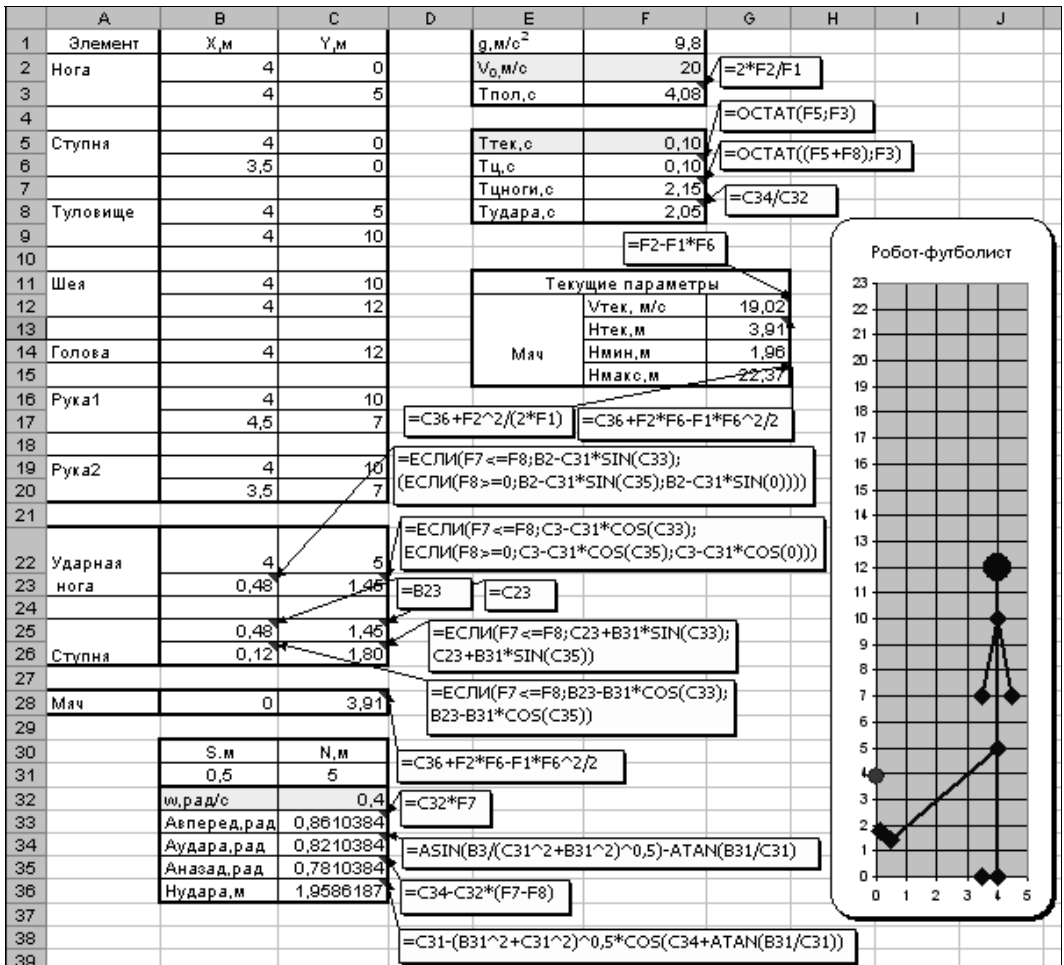 A B C D E F G H I J
1 Элемент X,м Y,м g,м/с2 9,8
2 Нога 4 0 V0,м/с 20 =2*F2/F1
3 4 5 Тпол,с 4,08
4 =ОСТАТ(F5;F3)
5 Ступня 4 0 Ттек,с 0,10
6 3,5 0 Тц,с 0,10 =ОСТАТ((F5+F8);F3)
7 Тцноги,с 2,15 =C34/C32
8 Туловище 4 5 Тудара,с 2,05
9 4 10 =F2-F1*F6
10
11 Шея 4 10 Текущие параметры
12 4 12 Vтек, м/с 19,02
13 Нтек,м 3,91
14 Голова 4 12 Мяч Нмин,м 1,96
15 Нмакс,м 22,37
16 Рука1 4 10
17 4,5 7 =C36+F2^2/(2*F1) =C36+F2*F6-F1*F6^2/2
18
19 Рука2 4 10 =ЕСЛИ(F7<=F8;B2-C31*SIN(C33);
20 3,5 7 (ЕСЛИ(F8>=0;B2-C31*SIN(C35);B2-C31*SIN(0))))
21
=ЕСЛИ(F7<=F8;C3-C31*COS(C33);
22 Ударная 4 5 ЕСЛИ(F8>=0;C3-C31*COS(C35);C3-C31*COS(0)))
23 нога 0,48 1,45 =B23 =C23
24
25 0,48 1,45 =ЕСЛИ(F7<=F8;C23+B31*SIN(C33);
26 Ступня 0,12 1,80 C23+B31*SIN(C35))
27
=ЕСЛИ(F7<=F8;B23-B31*COS(C33);
28 Мяч 0 3,91 B23-B31*COS(C35))
29
30 S.м N,м =C36+F2*F6-F1*F6^2/2
31 0,5 5
32 w,рад/с 0,4 =C32*F7
33 Авперед,рад 0,8610384
34 Аудара,рад 0,8210384 =ASIN(B3/(C31^2+B31^2)^0,5)-ATAN(B31/C31)
35 Аназад,рад 0,7810384
36 Нудара,м 1,9586187 =C34-C32*(F7-F8)
37
38 =C31-(B31^2+C31^2)^0,5*COS(C34+ATAN(B31/C31))
39
Робот-футболист
23
22
21
20
19
18
17
16
15
14
13
12
11
10
9
8
7
6
5
4
3
2
1
0
0 1 2 3 4 5